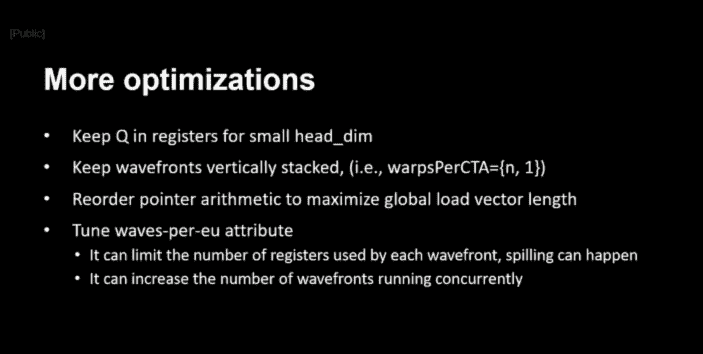 [Public]
More optimizations
• Keep Q in registers for small head_dim
• Keep wavefronts vertically stacked, (i.e., warpsPerCTA={n, 1})
• Reorder pointer arithmetic to maximize global load vector length
• Tune waves-per-eu attribute
• It can limit the number of registers used by each wavefront, spilling can happen
• It can increase the number of wavefronts running concurrently